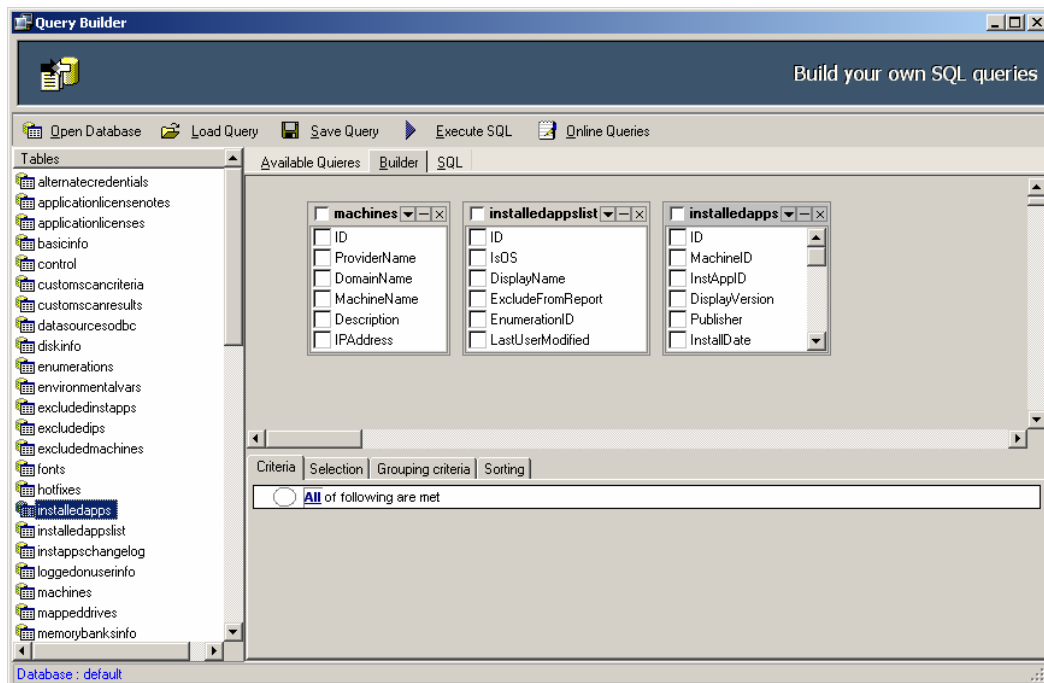 Query Builder
Build your own SQL queries
Open Database Load Query Save Query Execute SQL Online Queries
Tables
alternatecredentials
applicationlicensenotes
applicationlicenses
basicinfo
control
customscancriteria
customscanresults
datasourcesodbc
diskinfo
enumerations
environmentalvars
excludedinstapps
excludedips
excludedmachines
fonts
hotfixes
installedapps
installedappslist
instappschangelog
loggedonuserinfo
machines
mappeddrives
memorybanksinfo
Available Quieres Builder SQL
machines
ID
ProviderName
DomainName
MachineName
Description
IPAddress
installedappslist
ID
IsOS
DisplayName
ExcludeFromReport
EnumerationID
LastUserModified
installedapps
ID
MachineID
InstAppID
DisplayVersion
Publisher
InstallDate
Criteria Selection Grouping criteria Sorting
All of following are met
Database : default